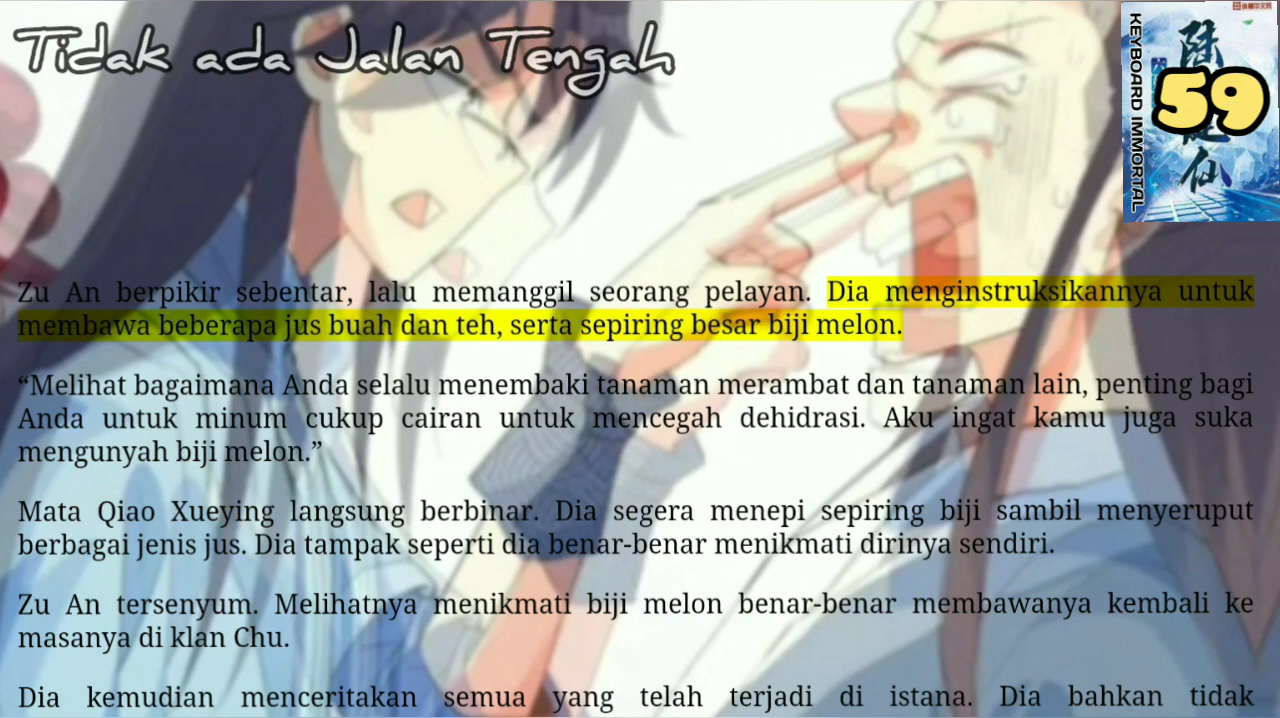 Tidak ada Jalan Tengah
KEYBOARD IMMORTAL
59
Zu An berpikir sebentar, lalu memanggil seorang pelayan. Dia menginstruksikannya untuk
membawa beberapa jus buah dan teh, serta sepiring besar biji melon.
“Melihat bagaimana Anda selalu menembaki tanaman merambat dan tanaman lain, penting bagi
Anda untuk minum cukup cairan untuk mencegah dehidrasi. Aku ingat kamu juga suka
mengunyah biji melon.”
Mata Qiao Xueying langsung berbinar. Dia segera menepi sepiring biji sambil menyeruput
berbagai jenis jus. Dia tampak seperti dia benar-benar menikmati dirinya sendiri.
Zu An tersenyum. Melihatnya menikmati biji melon benar-benar membawanya kembali ke
masanya di klan Chu.
Dia kemudian menceritakan semua yang telah terjadi di istana. Dia bahkan tidak